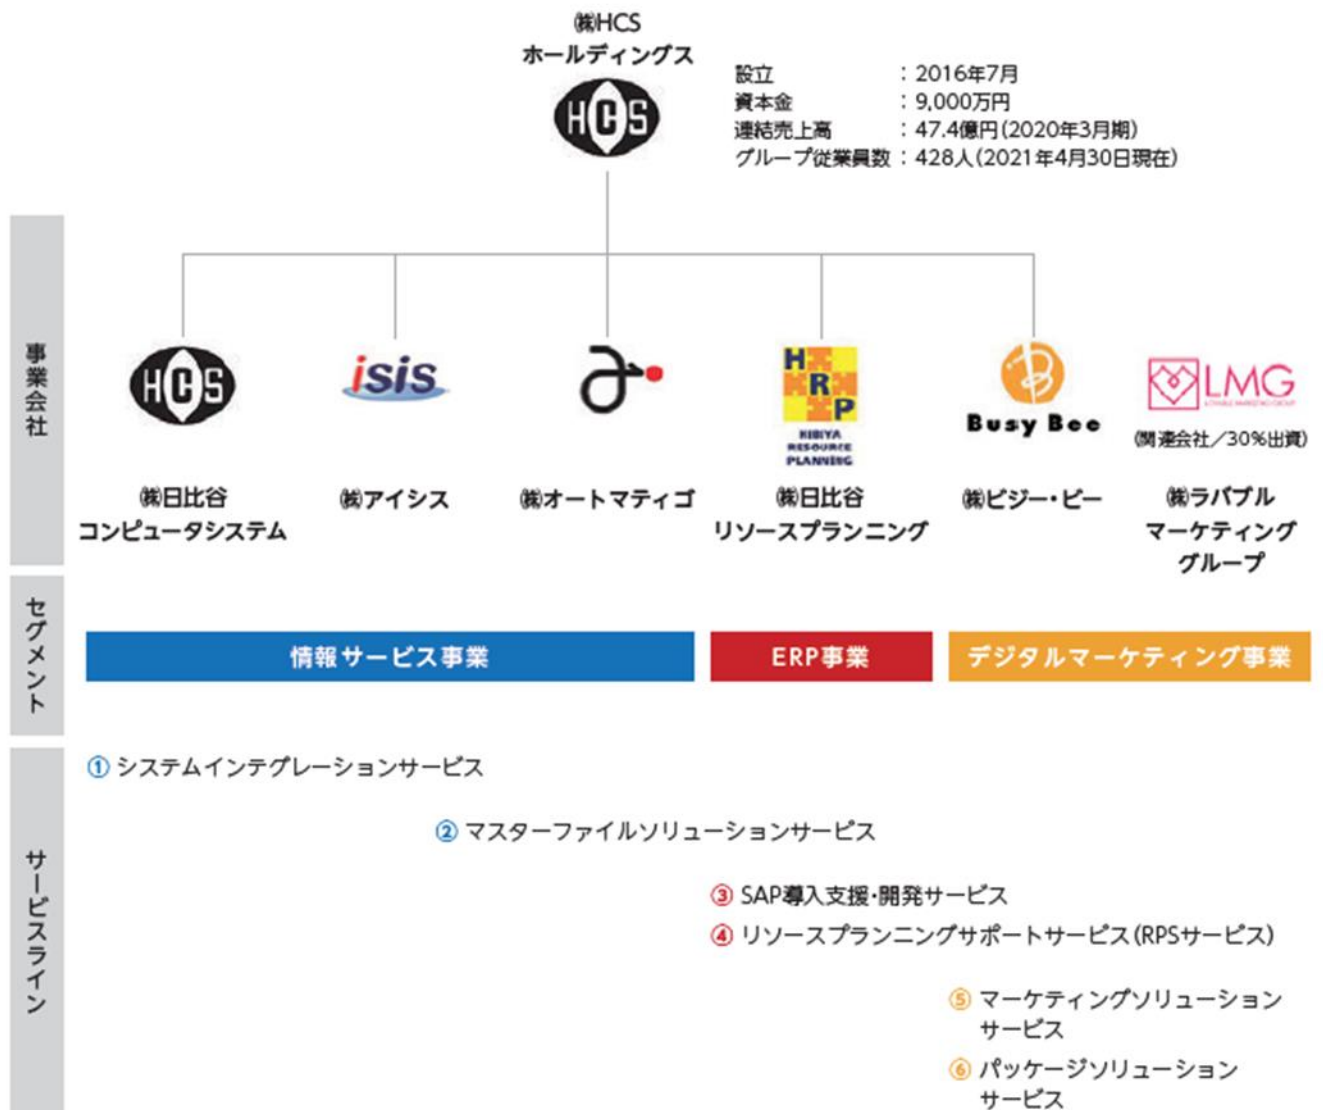 ㈱HCS
ホールディングス
HCS
設立 : 2016年7月
資本金 : 9,000万円
連結売上高 : 47.4億円(2020年3月期)
グループ従業員数 : 428人(2021年4月30日現在)
事業会社
HCS
isis
HRP
HIBIYA
RESOURCE
PLANNING
B
Busy Bee
LMG
LOVABLE MARKETING GROUP
(関連会社／30%出資)
㈱日比谷
コンピュータシステム
㈱アイシス
㈱オートマティゴ
㈱日比谷
リソースプランニング
㈱ビジー・ビー
㈱ラバブル
マーケティング
グループ
セグメント
情報サービス事業
ERP事業
デジタルマーケティング事業
サービスライン
① システムインテグレーションサービス
② マスターファイルソリューションサービス
③ SAP導入支援・開発サービス
④ リソースプランニングサポートサービス(RPSサービス)
⑤ マーケティングソリューション
サービス
⑥ パッケージソリューション
サービス